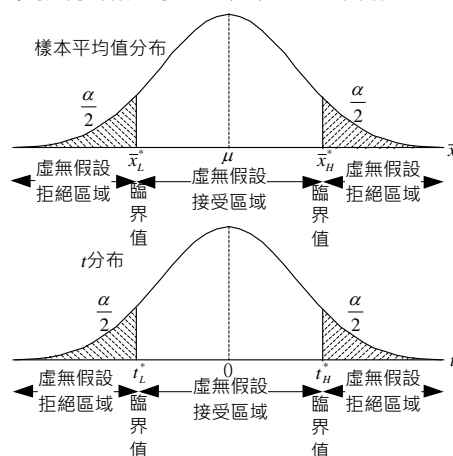 樣本平均值分布
α/2
α/2
x̄*L
μ
x̄*H
x̄
虛無假設
拒絕區域
臨界值
虛無假設
接受區域
臨界值
虛無假設
拒絕區域
t分布
α/2
α/2
t*L
0
t*H
t
虛無假設
拒絕區域
臨界值
虛無假設
接受區域
臨界值
虛無假設
拒絕區域